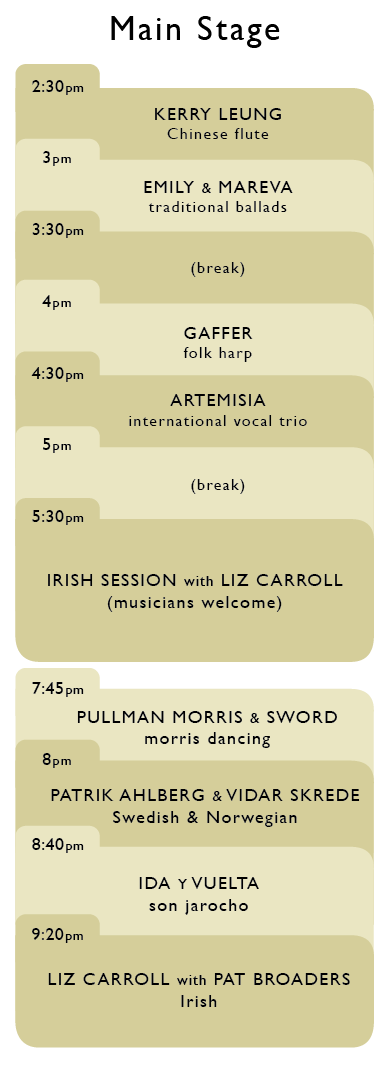 Main Stage
2:30pm
KERRY LEUNG
Chinese flute
3pm
EMILY & MAREVA
traditional ballads
3:30pm
(break)
4pm
GAFFER
folk harp
4:30pm
ARTEMISIA
international vocal trio
5pm
(break)
5:30pm
IRISH SESSION with LIZ CARROLL
(musicians welcome)
7:45pm
PULLMAN MORRIS & SWORD
morris dancing
8pm
PATRIK AHLBERG & VIDAR SKREDE
Swedish & Norwegian
8:40pm
IDA Y VUELTA
son jarocho
9:20pm
LIZ CARROLL with PAT BROADERS
Irish